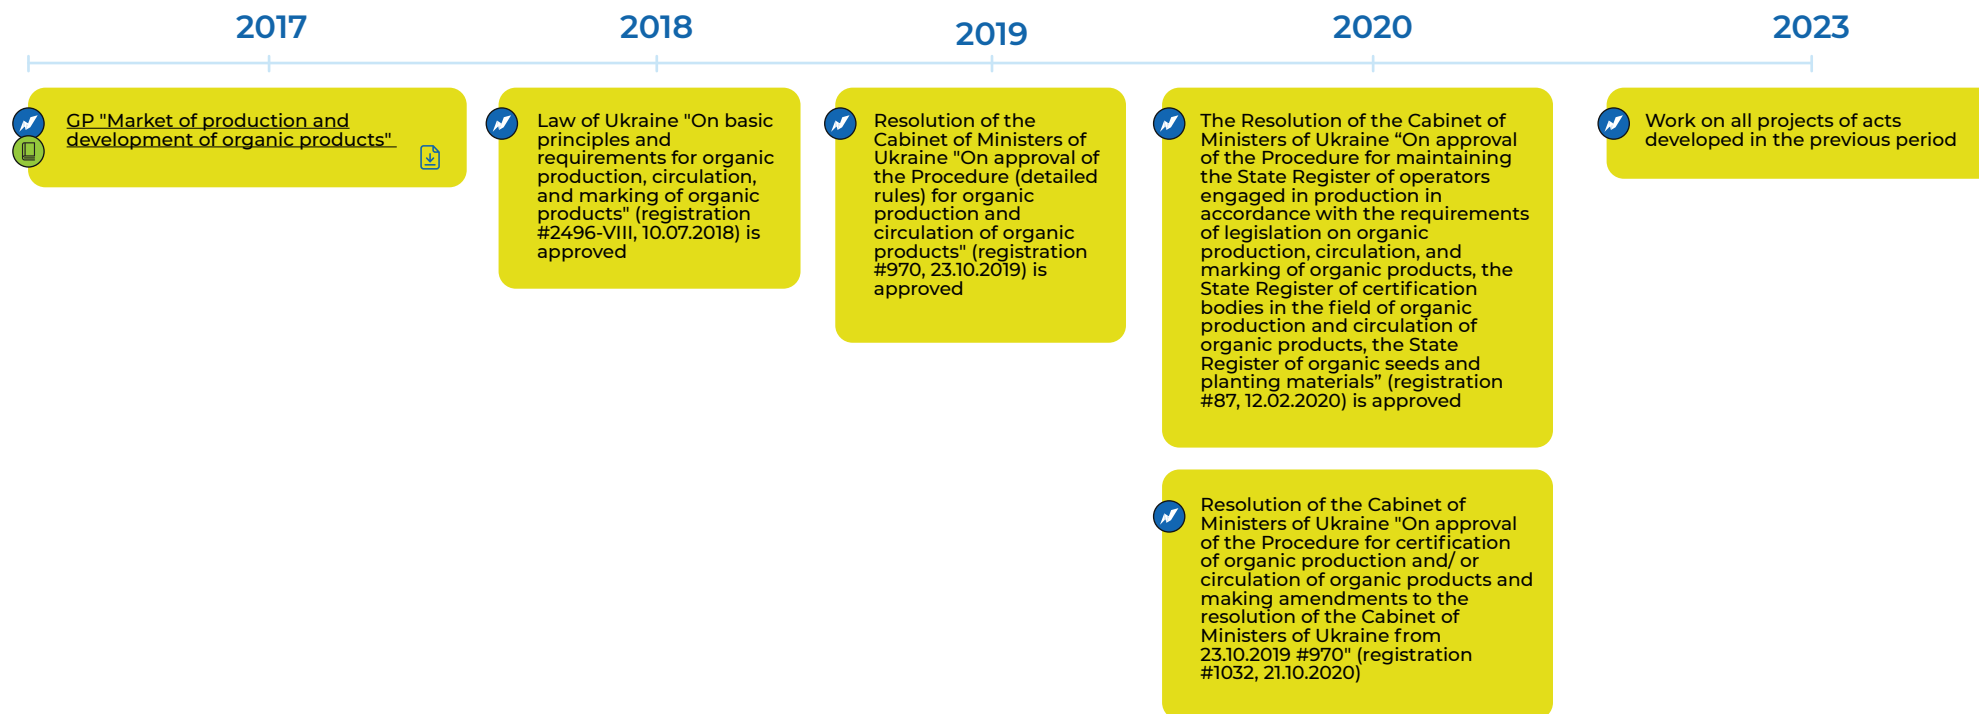 2017
2018
2019
2020
2023
GP "Market of production and
development of organic products"
Law of Ukraine "On basic
principles and
requirements for organic
production, circulation,
and marking of organic
products" (registration
#2496-VIII, 10.07.2018) is
approved
Resolution of the
Cabinet of Ministers of
Ukraine "On approval of
the Procedure (detailed
rules) for organic
production and
circulation of organic
products" (registration
#970, 23.10.2019) is
approved
The Resolution of the Cabinet of
Ministers of Ukraine “On approval
of the Procedure for maintaining
the State Register of operators
engaged in production in
accordance with the requirements
of legislation on organic
production, circulation, and
marking of organic products, the
State Register of certification
bodies in the field of organic
production and circulation of
organic products, the State
Register of organic seeds and
planting materials” (registration
#87, 12.02.2020) is approved
Resolution of the Cabinet of
Ministers of Ukraine "On approval
of the Procedure for certification
of organic production and/ or
circulation of organic products and
making amendments to the
resolution of the Cabinet of
Ministers of Ukraine from
23.10.2019 #970" (registration
#1032, 21.10.2020)
Work on all projects of acts
developed in the previous period